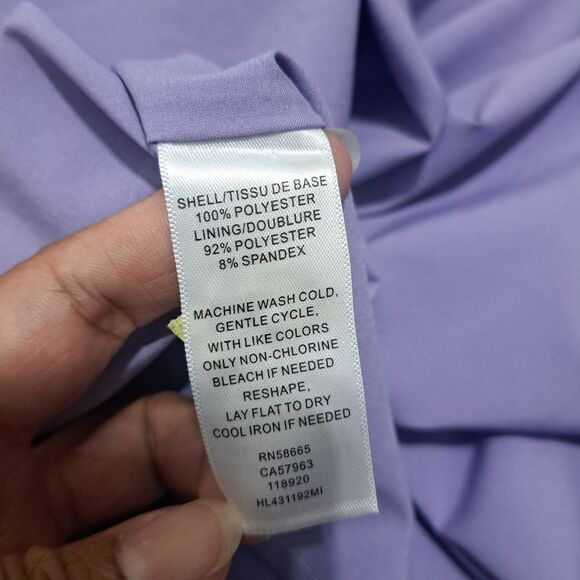 SHELL/TISSU DE BASE
100% POLYESTER
LINING/DOUBLURE
92% POLYESTER
8% SPANDEX
MACHINE WASH COLD,
GENTLE CYCLE,
WITH LIKE COLORS
ONLY NON-CHLORINE
BLEACH IF NEEDED
RESHAPE,
LAY FLAT TO DRY
COOL IRON IF NEEDED
RN58665
CA57963
118920
HL431192MI